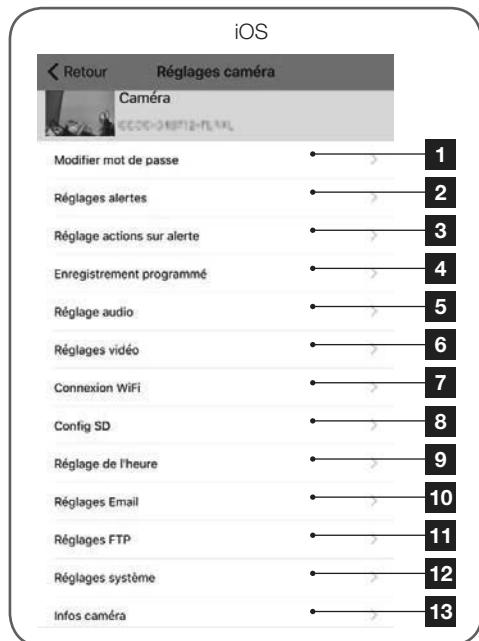 iOS
Retour Réglages caméra
Caméra
Modifier mot de passe 1
Réglages alertes 2
Réglage actions sur alerte 3
Enregistrement programmé 4
Réglage audio 5
Réglages vidéo 6
Connexion WiFi 7
Config SD 8
Réglage de l'heure 9
Réglages Email 10
Réglages FTP 11
Réglages système 12
Infos caméra 13